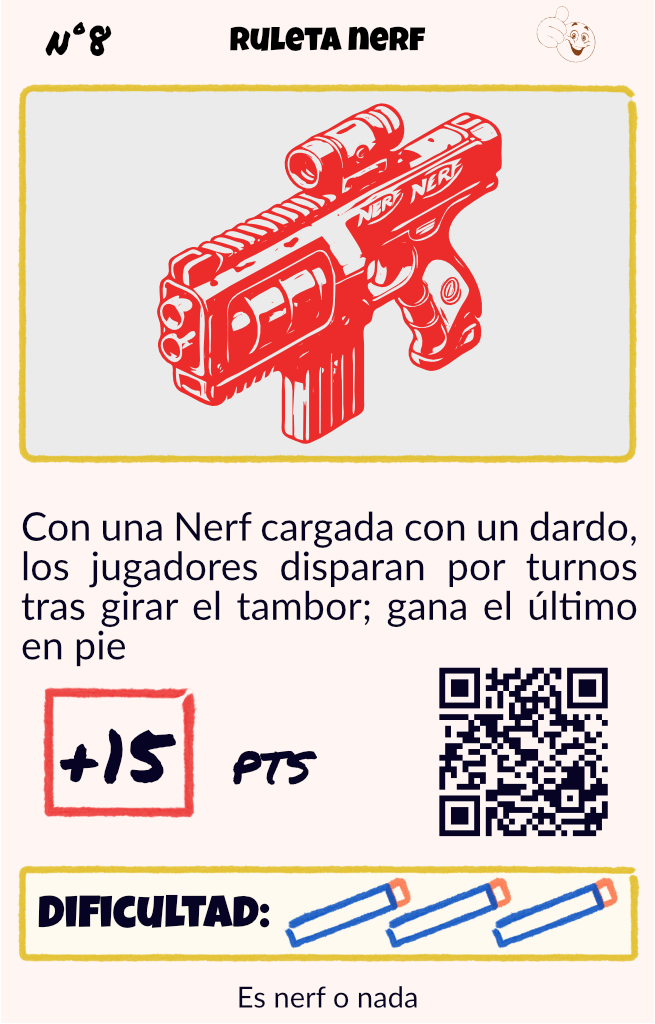 N°8
RULETA NERF
NERF NERF
Con una Nerf cargada con un dardo,
los jugadores disparan por turnos
tras girar el tambor; gana el último
en pie
+15 PTS
DIFICULTAD:
Es nerf o nada